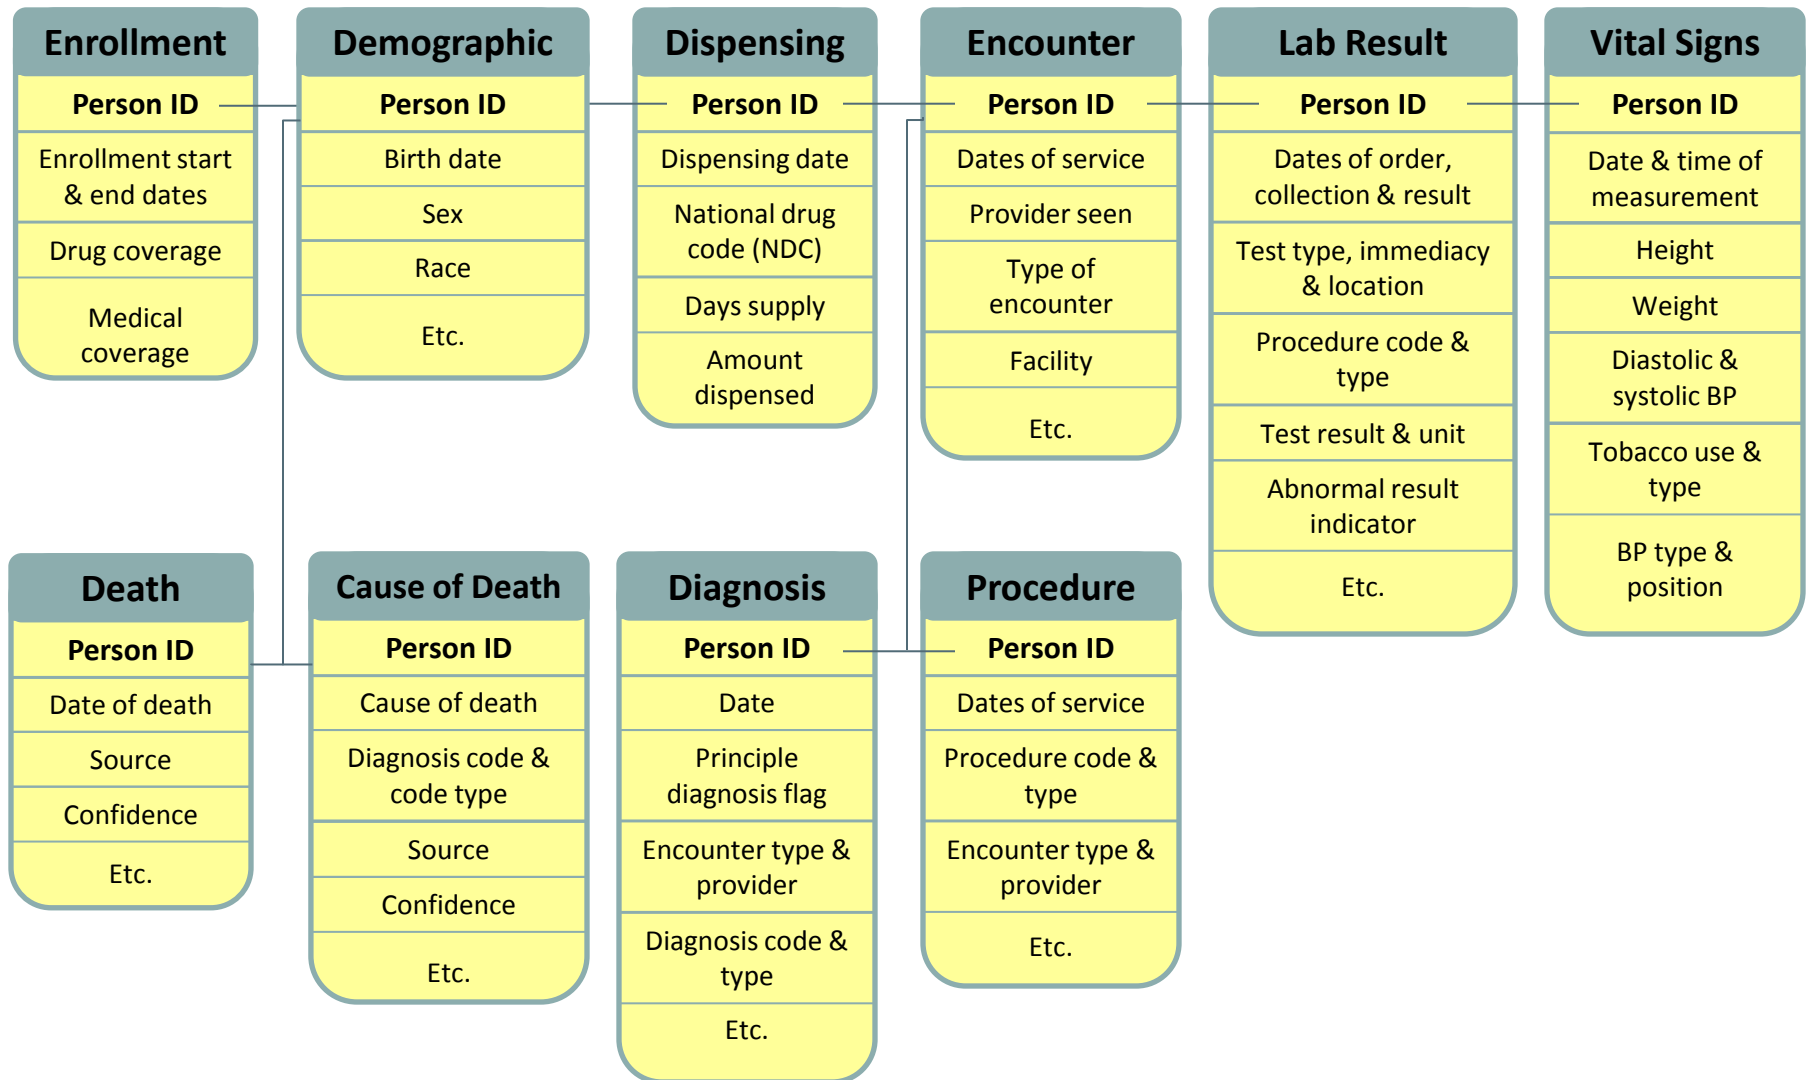 Enrollment
Person ID
Enrollment start
& end dates
Drug coverage
Medical
coverage
Demographic
Person ID
Birth date
Sex
Race
Etc.
Dispensing
Person ID
Dispensing date
National drug
code (NDC)
Days supply
Amount
dispensed
Encounter
Person ID
Dates of service
Provider seen
Type of
encounter
Facility
Etc.
Lab Result
Person ID
Dates of order,
collection & result
Test type, immediacy
& location
Procedure code &
type
Test result & unit
Abnormal result
indicator
Etc.
Vital Signs
Person ID
Date & time of
measurement
Height
Weight
Diastolic &
systolic BP
Tobacco use &
type
BP type &
position
Death
Person ID
Date of death
Source
Confidence
Etc.
Cause of Death
Person ID
Cause of death
Diagnosis code &
code type
Source
Confidence
Etc.
Diagnosis
Person ID
Date
Principle
diagnosis flag
Encounter type &
provider
Diagnosis code &
type
Etc.
Procedure
Person ID
Dates of service
Procedure code &
type
Encounter type &
provider
Etc.